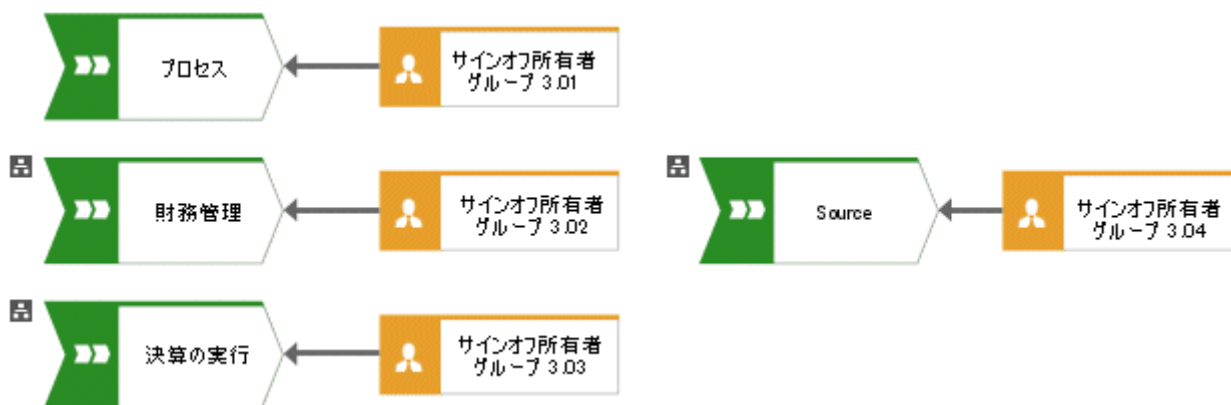 プロセス
サインオフ所有者
グループ 3.01
財務管理
サインオフ所有者
グループ 3.02
Source
サインオフ所有者
グループ 3.04
決算の実行
サインオフ所有者
グループ 3.03